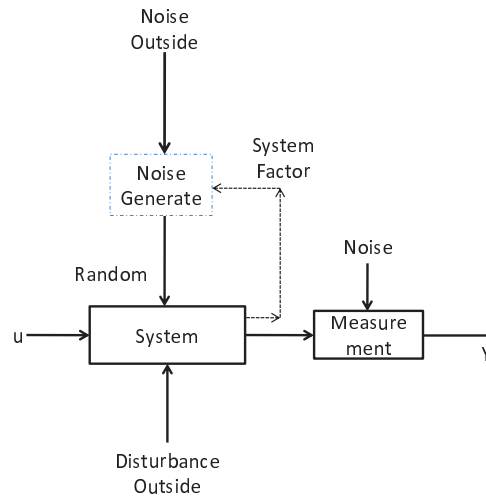 Noise
Outside
System
Factor
Noise
Generate
Noise
Random
u
System
Measure
ment
Y
Disturbance
Outside